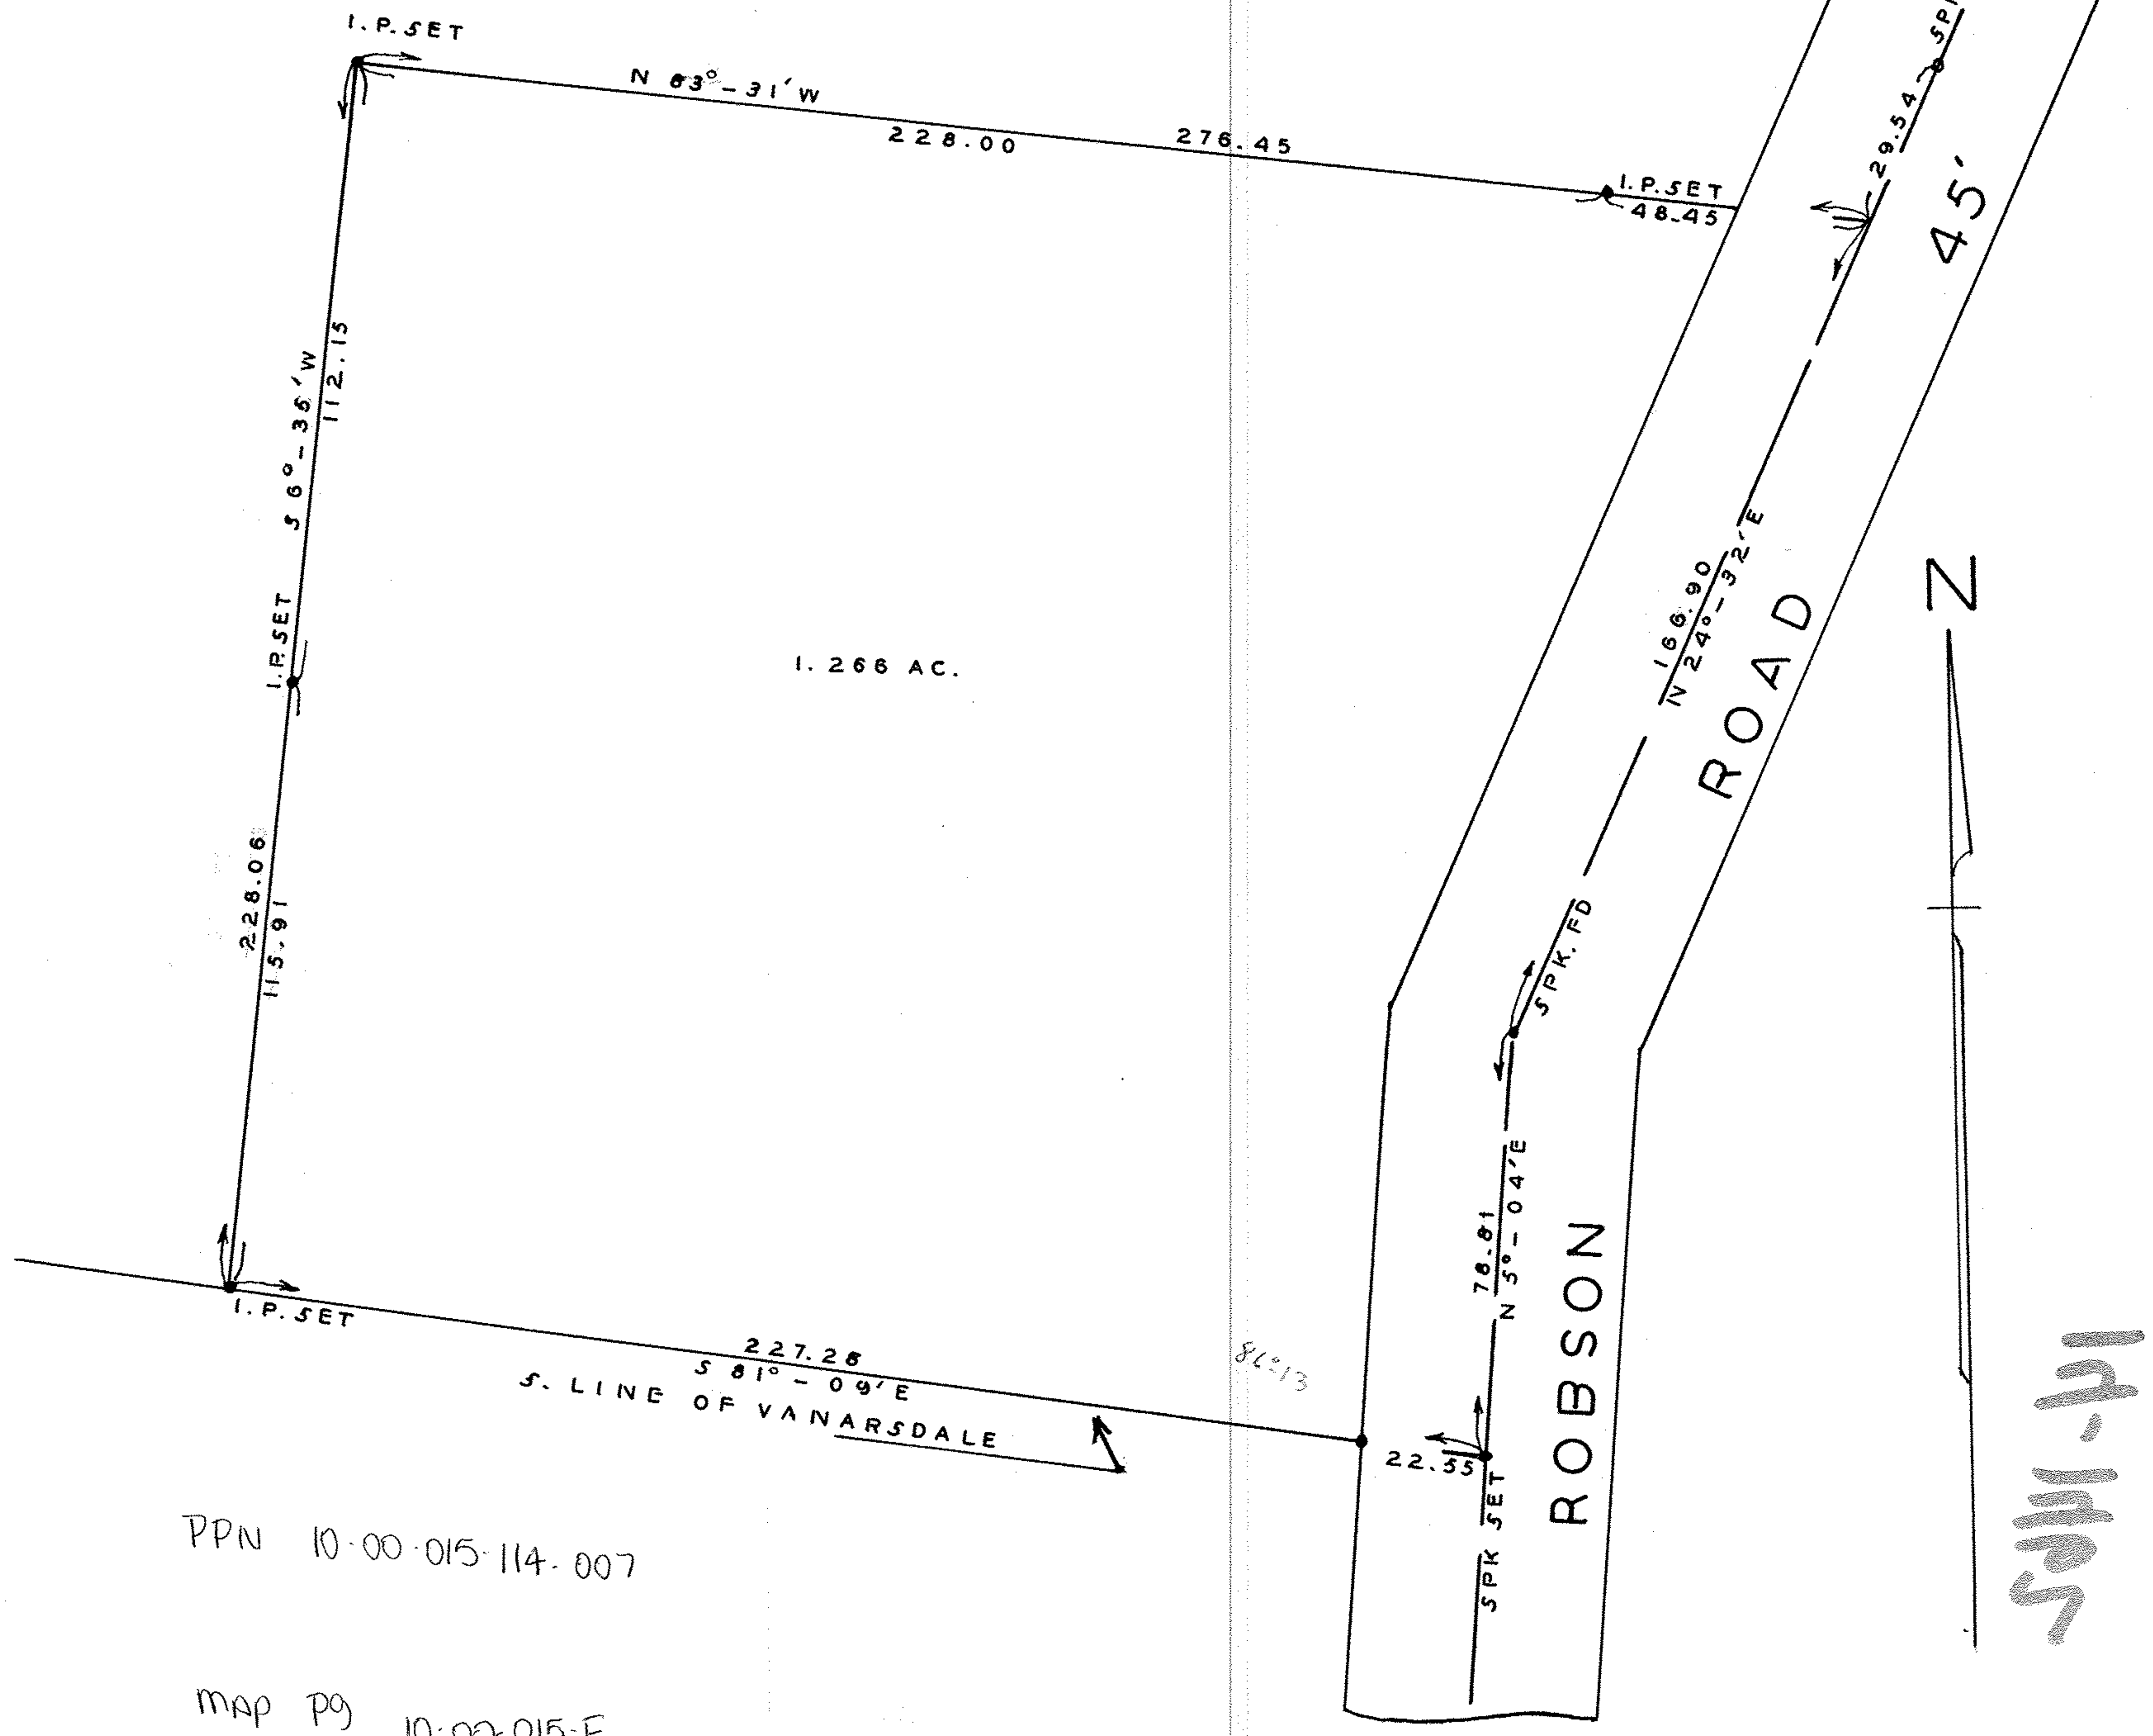 I.P. SET
N 83°-31' W
228.00
276.45
I.P. SET
48.45
29.54
45'
S 6°-35' W
112.15
I.P. SET
1.266 AC.
166.90
N 24°-32' E
ROAD
N
228.06
115.91
SPK. FD
78.81
N 5°-04' E
ROBSON
I.P. SET
227.28
S 81°-09' E
S. LINE OF VANARSDALE
22.55
SPK SET
PPN 10-00-015-114-007
MAP Pg